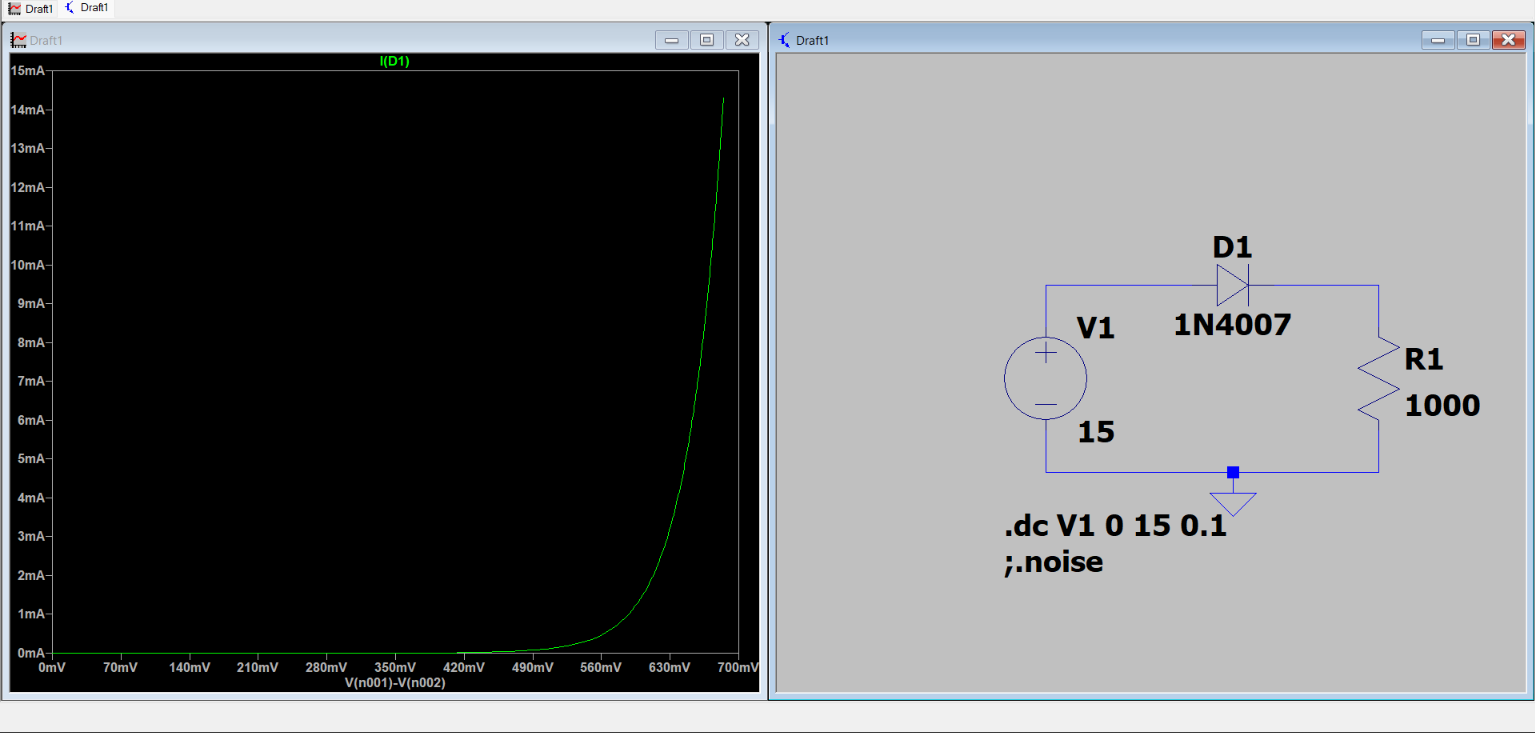 Draft1
Draft1
Draft1
I(D1)
15mA
14mA
13mA
12mA
11mA
10mA
9mA
8mA
7mA
6mA
5mA
4mA
3mA
2mA
1mA
0mA
0mV 70mV 140mV 210mV 280mV 350mV 420mV 490mV 560mV 630mV 700mV
V(n001)-V(n002)
Draft1
D1
1N4007
V1
15
R1
1000
.dc V1 0 15 0.1
;.noise